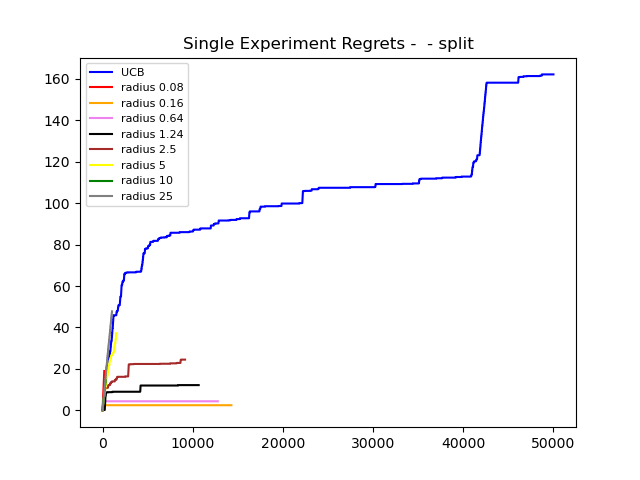 Single Experiment Regrets -  - split
160
140
120
100
80
60
40
20
0
UCB
radius 0.08
radius 0.16
radius 0.64
radius 1.24
radius 2.5
radius 5
radius 10
radius 25
0 10000 20000 30000 40000 50000